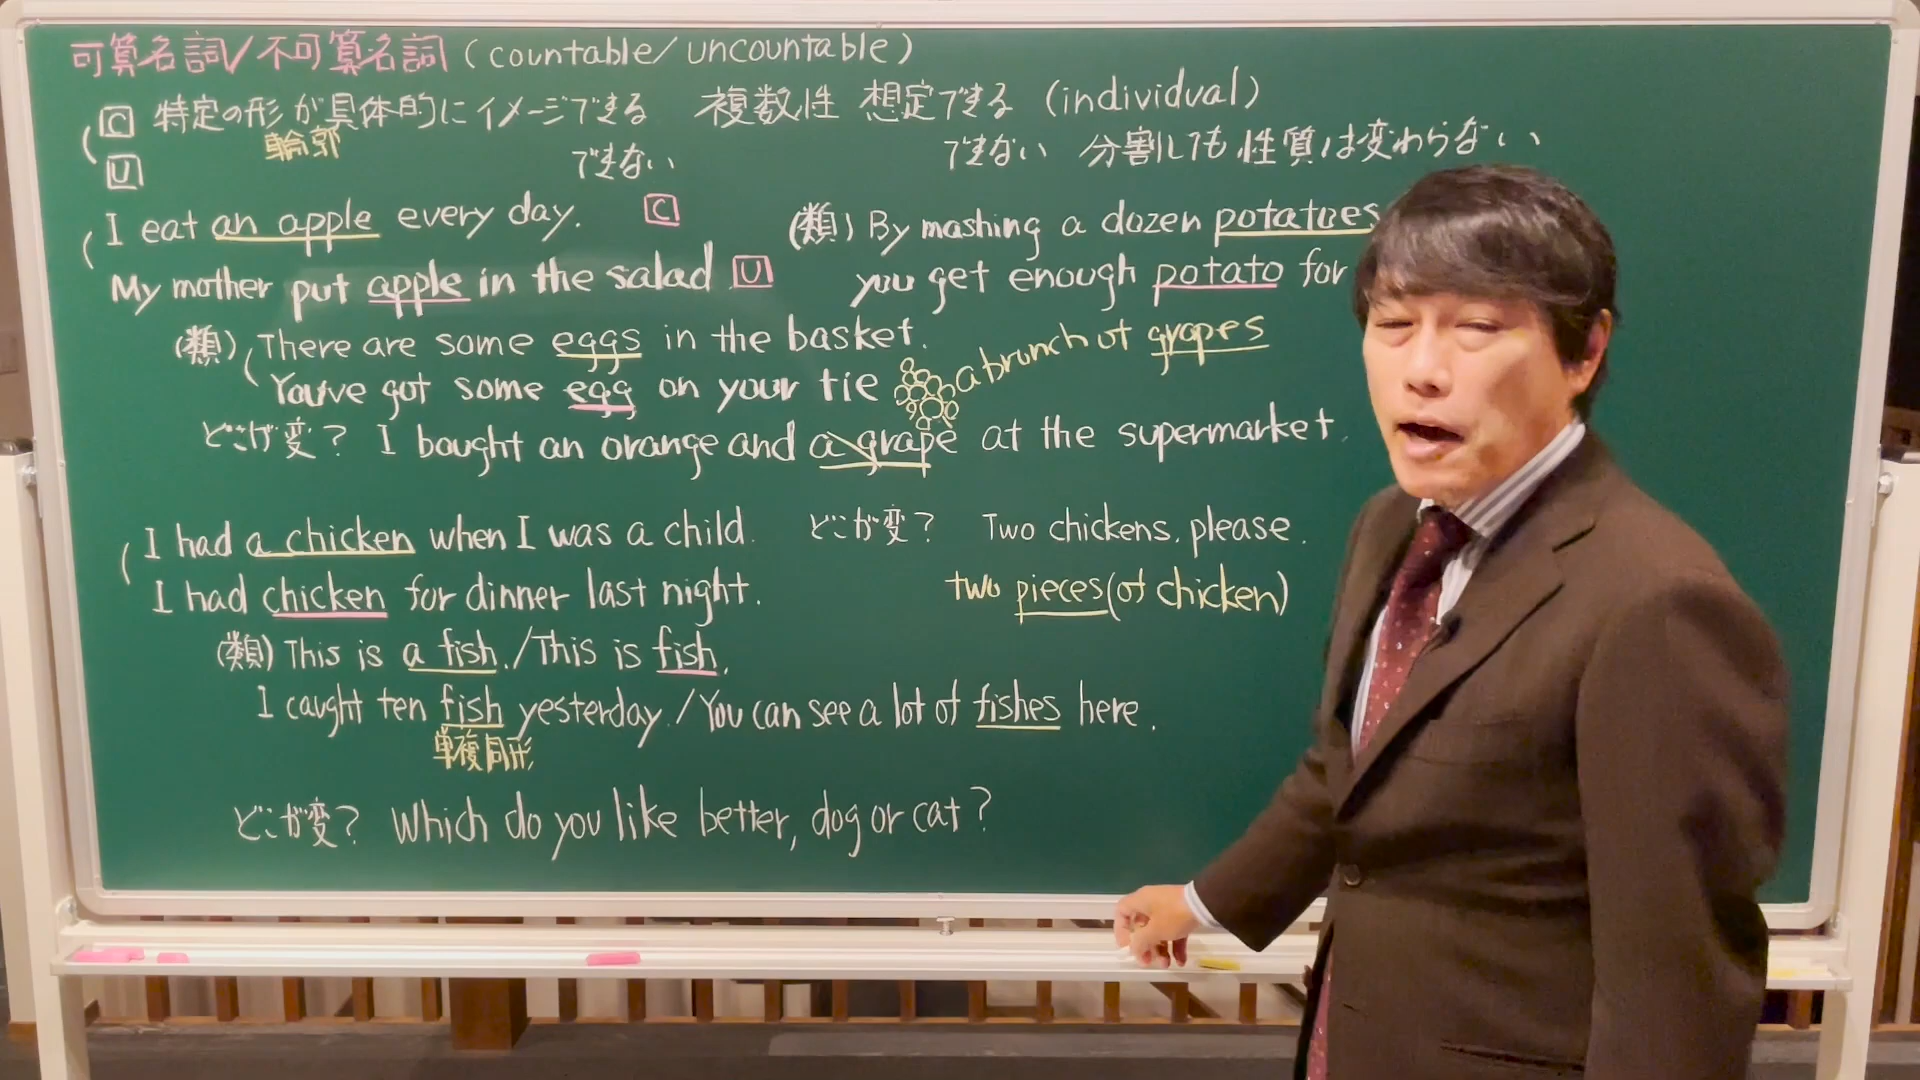 可算名詞/不可算名詞 (countable/uncountable)
C 特定の形が具体的にイメージできる 複数性 想定できる (individual)
輪郭
U できない できない 分割しても性質は変わらない
I eat an apple every day. C
My mother put apple in the salad. U
(類) By mashing a dozen potatoes
you get enough potato for
(類) There are some eggs in the basket.
You've got some egg on your tie
a brunch of grapes
どこが変? I bought an orange and a grape at the supermarket.
I had a chicken when I was a child.
I had chicken for dinner last night.
どこが変? Two chickens, please.
two pieces (of chicken)
(類) This is a fish. / This is fish.
I caught ten fish yesterday. / You can see a lot of fishes here.
単複同形
どこが変? Which do you like better, dog or cat?